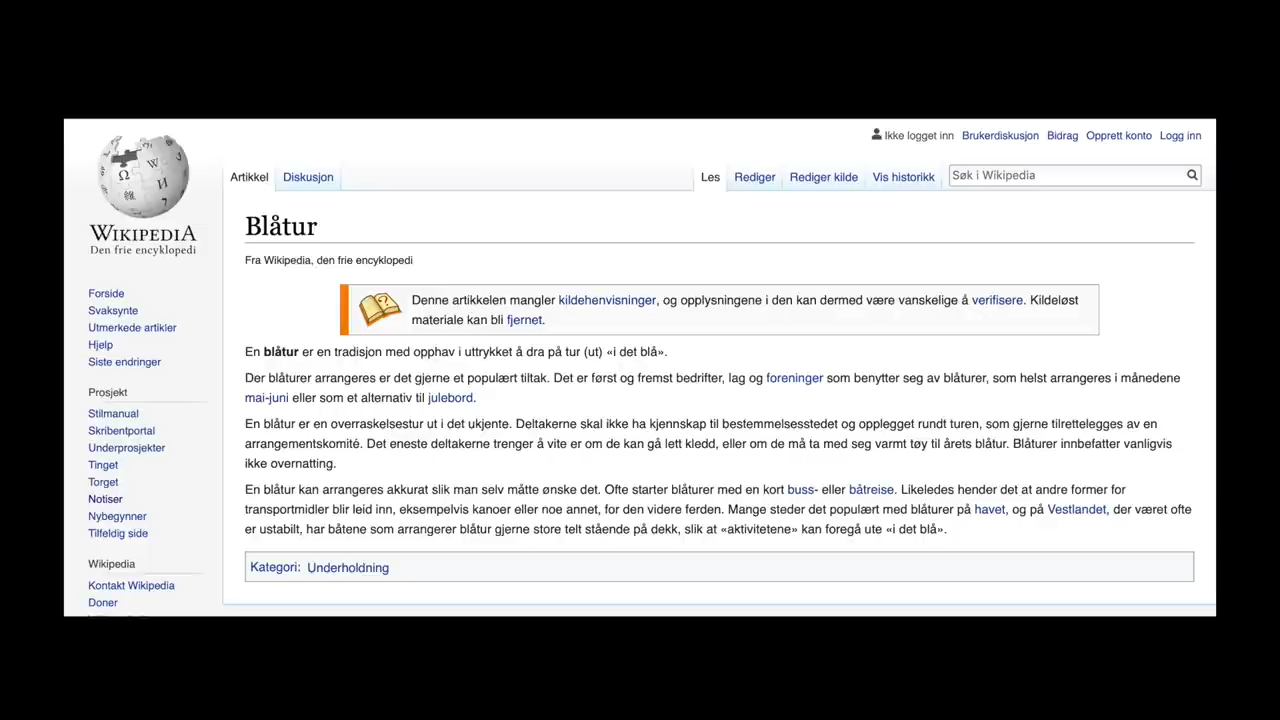 Ikke logget inn Brukerdiskusjon Bidrag Opprett konto Logg inn
Artikkel Diskusjon Les Rediger Rediger kilde Vis historikk Søk i Wikipedia
WIKIPEDIA
Den frie encyklopedi
Forside
Svaksynte
Utmerkede artikler
Hjelp
Siste endringer
Prosjekt
Stilmanual
Skribentportal
Underprosjekter
Tinget
Torget
Notiser
Nybegynner
Tilfeldig side
Wikipedia
Kontakt Wikipedia
Doner
Blåtur
Fra Wikipedia, den frie encyklopedi
Denne artikkelen mangler kildehenvisninger, og opplysningene i den kan dermed være vanskelige å verifisere. Kildeløst
materiale kan bli fjernet.
En blåtur er en tradisjon med opphav i uttrykket å dra på tur (ut) «i det blå».
Der blåturer arrangeres er det gjerne et populært tiltak. Det er først og fremst bedrifter, lag og foreninger som benytter seg av blåturer, som helst arrangeres i månedene
mai-juni eller som et alternativ til julebord.
En blåtur er en overraskelsestur ut i det ukjente. Deltakerne skal ikke ha kjennskap til bestemmelsesstedet og opplegget rundt turen, som gjerne tilrettelegges av en
arrangementskomité. Det eneste deltakerne trenger å vite er om de kan gå lett kledd, eller om de må ta med seg varmt tøy til årets blåtur. Blåturer innbefatter vanligvis
ikke overnatting.
En blåtur kan arrangeres akkurat slik man selv måtte ønske det. Ofte starter blåturer med en kort buss- eller båtreise. Likeledes hender det at andre former for
transportmidler blir leid inn, eksempelvis kanoer eller noe annet, for den videre ferden. Mange steder det populært med blåturer på havet, og på Vestlandet, der været ofte
er ustabilt, har båtene som arrangerer blåtur gjerne store telt stående på dekk, slik at «aktivitetene» kan foregå ute «i det blå».
Kategori: Underholdning